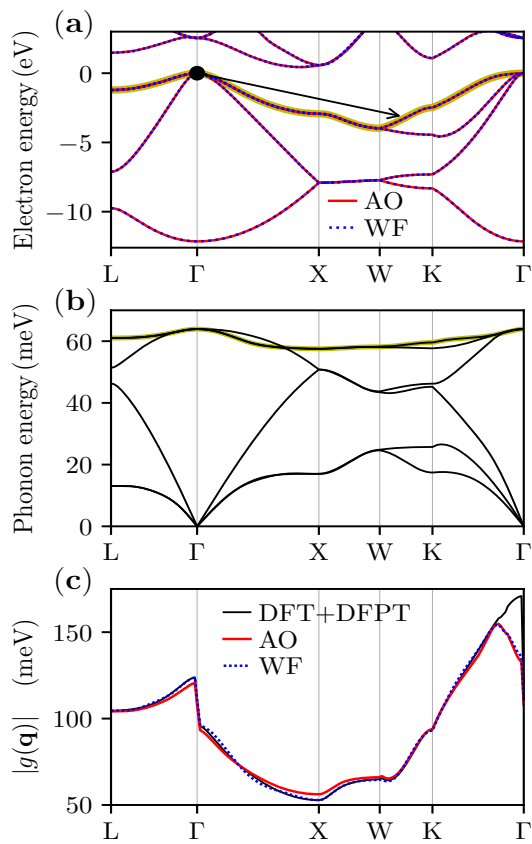 (a)
Electron energy (eV)
0
−5
−10
AO
WF
L Γ X W K Γ
(b)
Phonon energy (meV)
60
40
20
0
L Γ X W K Γ
(c)
|g(q)| (meV)
150
100
50
DFT+DFPT
AO
WF
L Γ X W K Γ